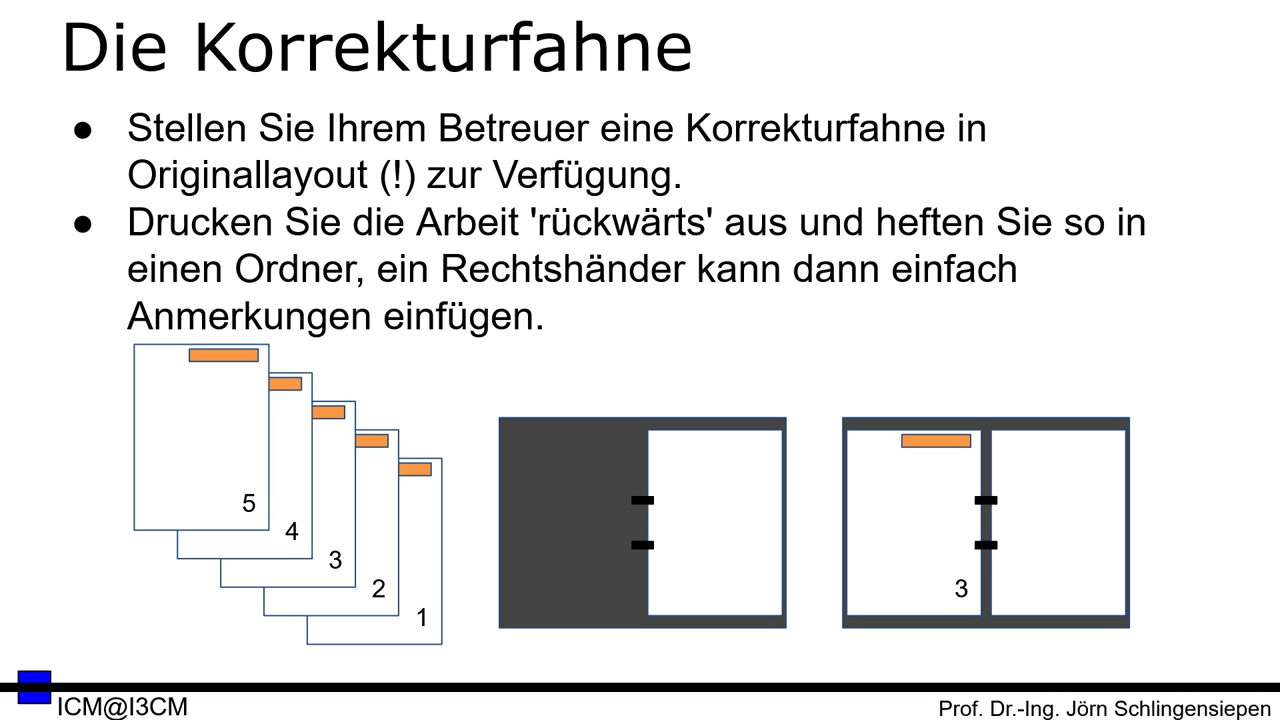 Die Korrekturfahne
● Stellen Sie Ihrem Betreuer eine Korrekturfahne in
Originallayout (!) zur Verfügung.
● Drucken Sie die Arbeit 'rückwärts' aus und heften Sie so in
einen Ordner, ein Rechtshänder kann dann einfach
Anmerkungen einfügen.
5
4
3
2
1
3
ICM@I3CM
Prof. Dr.-Ing. Jörn Schlingensiepen